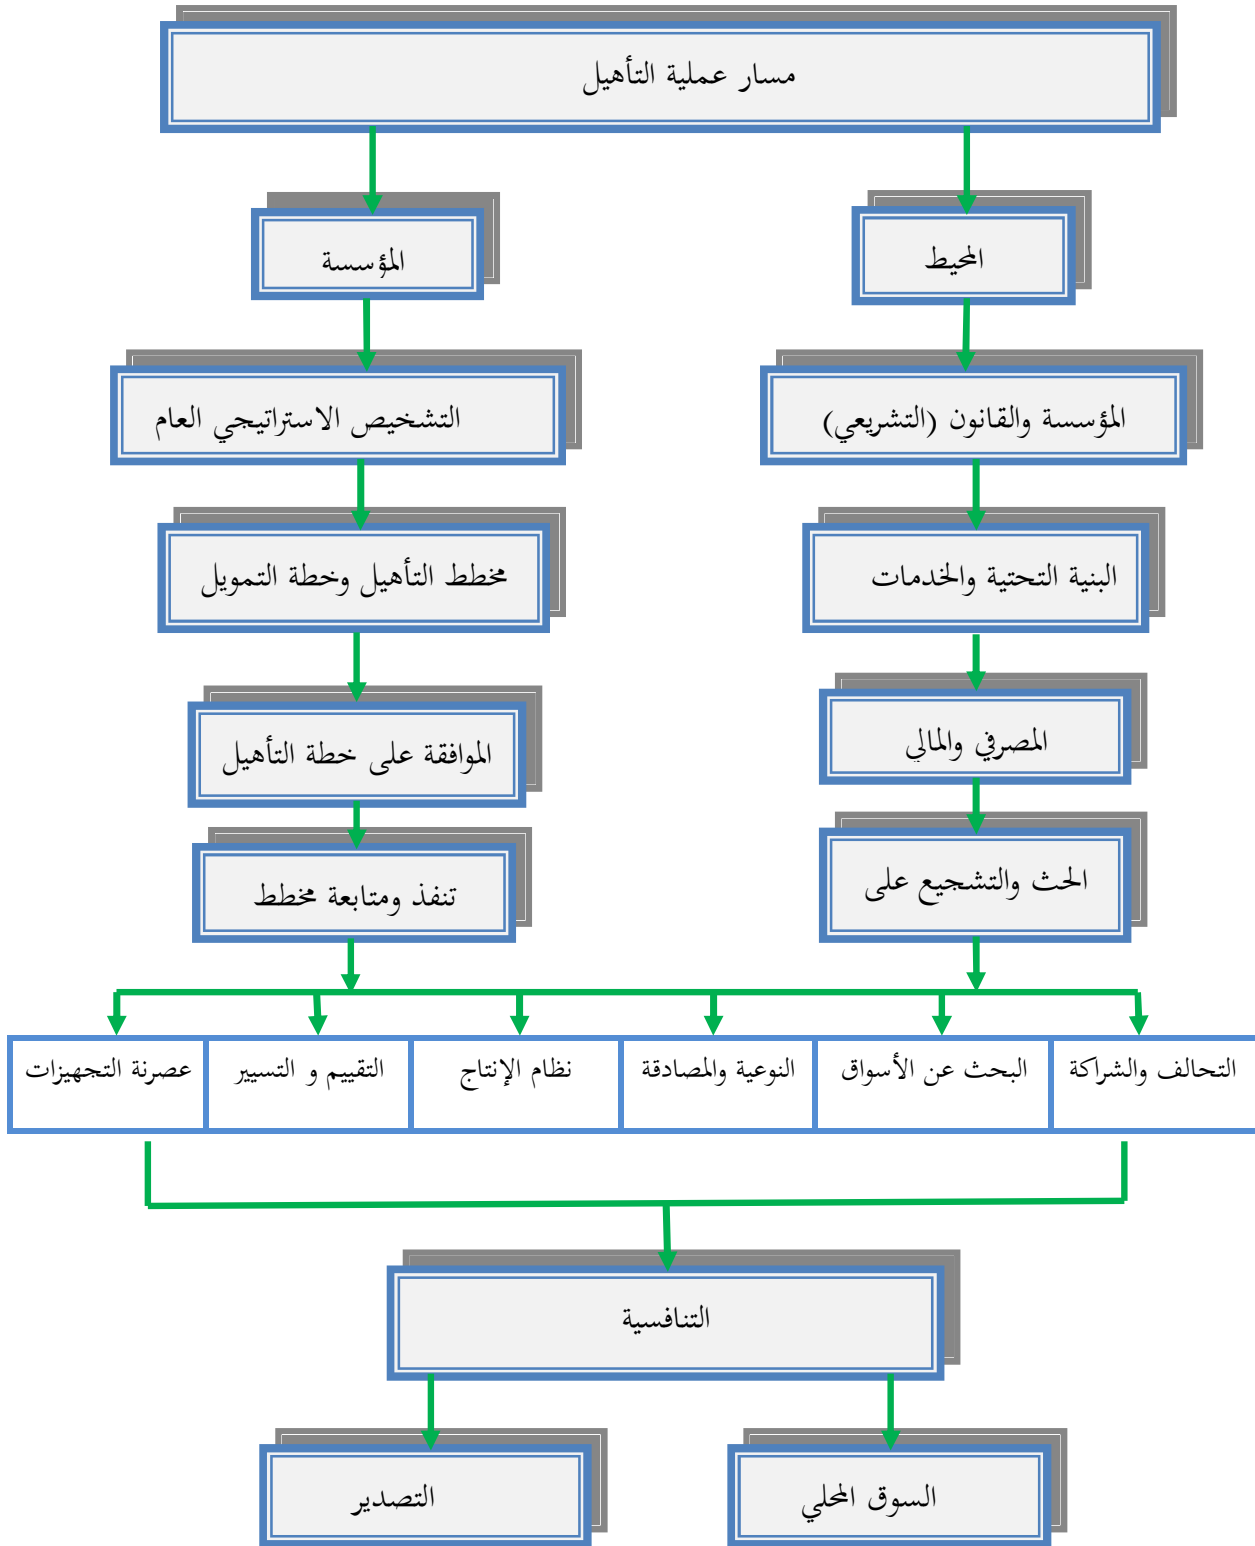 مسار عملية التأهيل
المحيط
المؤسسة
المؤسسة والقانون (التشريعي)
التشخيص الاستراتيجي العام
البنية التحتية والخدمات
مخطط التأهيل وخطة التمويل
المصرفي والمالي
الموافقة على خطة التأهيل
الحث والتشجيع على
تنفذ ومتابعة مخطط
التحالف والشراكة
البحث عن الأسواق
النوعية والمصادقة
نظام الإنتاج
التقييم و التسيير
عصرنة التجهيزات
التنافسية
السوق المحلي
التصدير